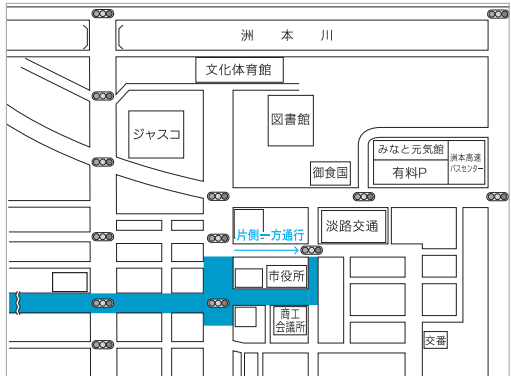 洲本川
文化体育館
図書館
ジャスコ
みなと元気館
洲本高速
バスセンター
有料P
御食国
淡路交通
片側一方通行
市役所
商工
会議所
交番